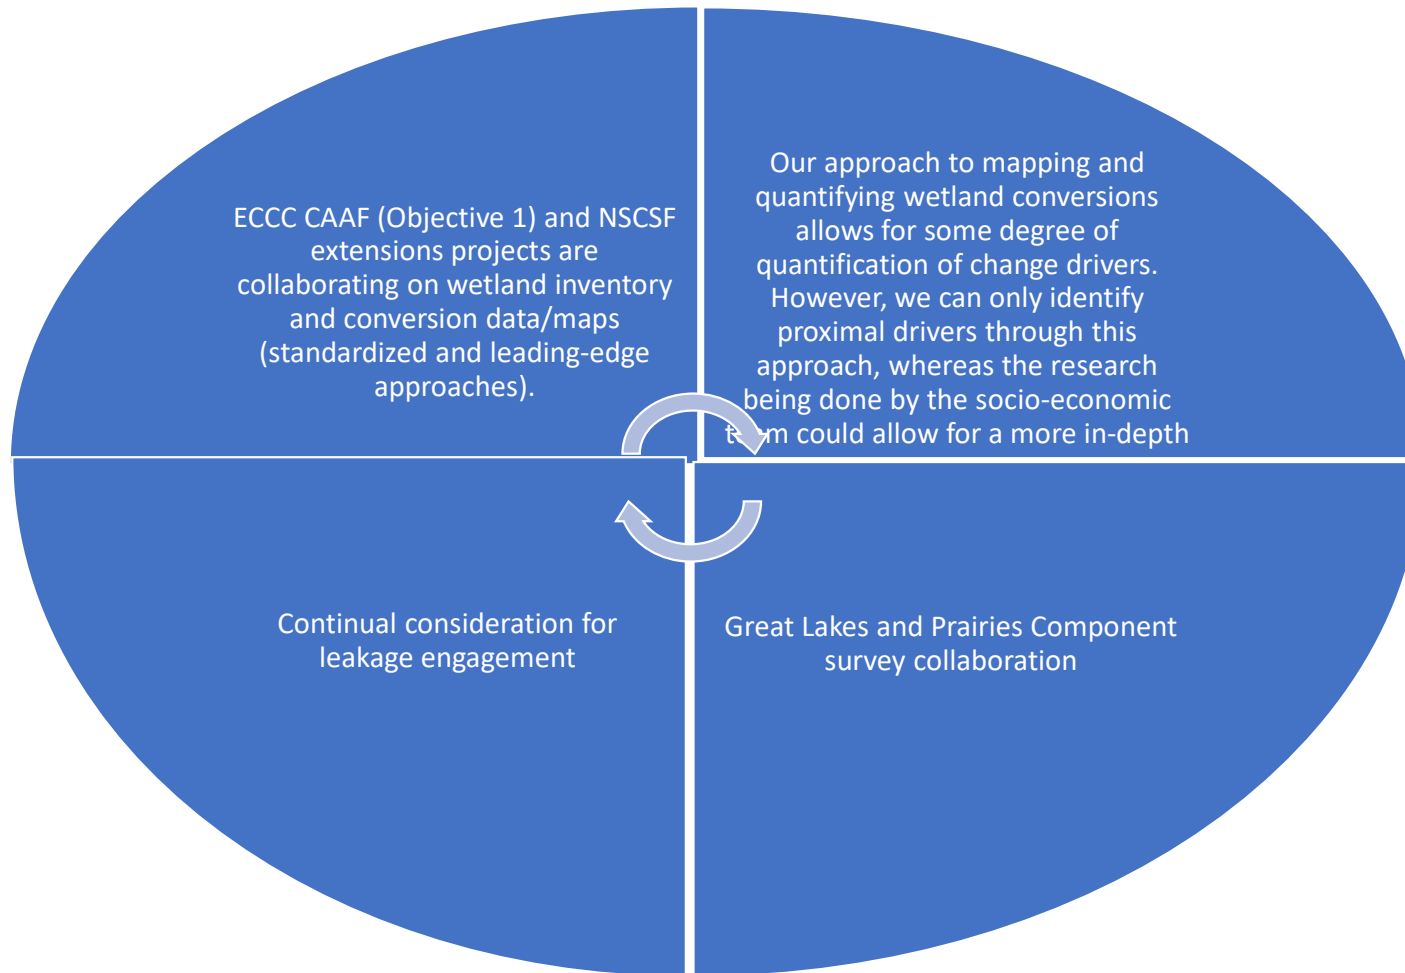 ECCC CAAF (Objective 1) and NSCSF
extensions projects are
collaborating on wetland inventory
and conversion data/maps
(standardized and leading-edge
approaches).
Our approach to mapping and
quantifying wetland conversions
allows for some degree of
quantification of change drivers.
However, we can only identify
proximal drivers through this
approach, whereas the research
being done by the socio-economic
team could allow for a more in-depth
Great Lakes and Prairies Component
survey collaboration
Continual consideration for
leakage engagement